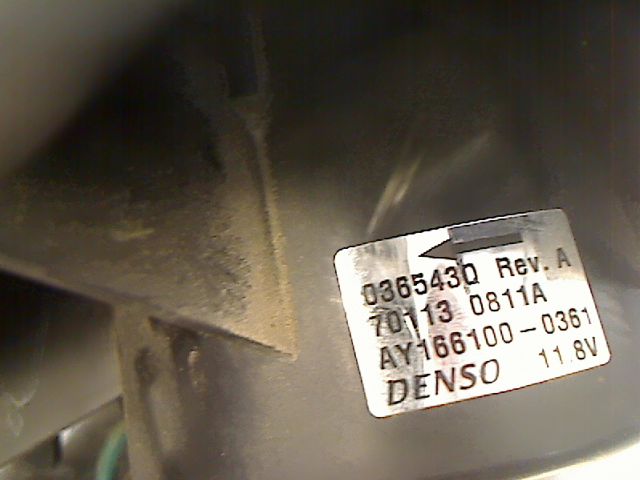 036543Q Rev. A
70113 0811A
AY166100-0361
DENSO 11.8V